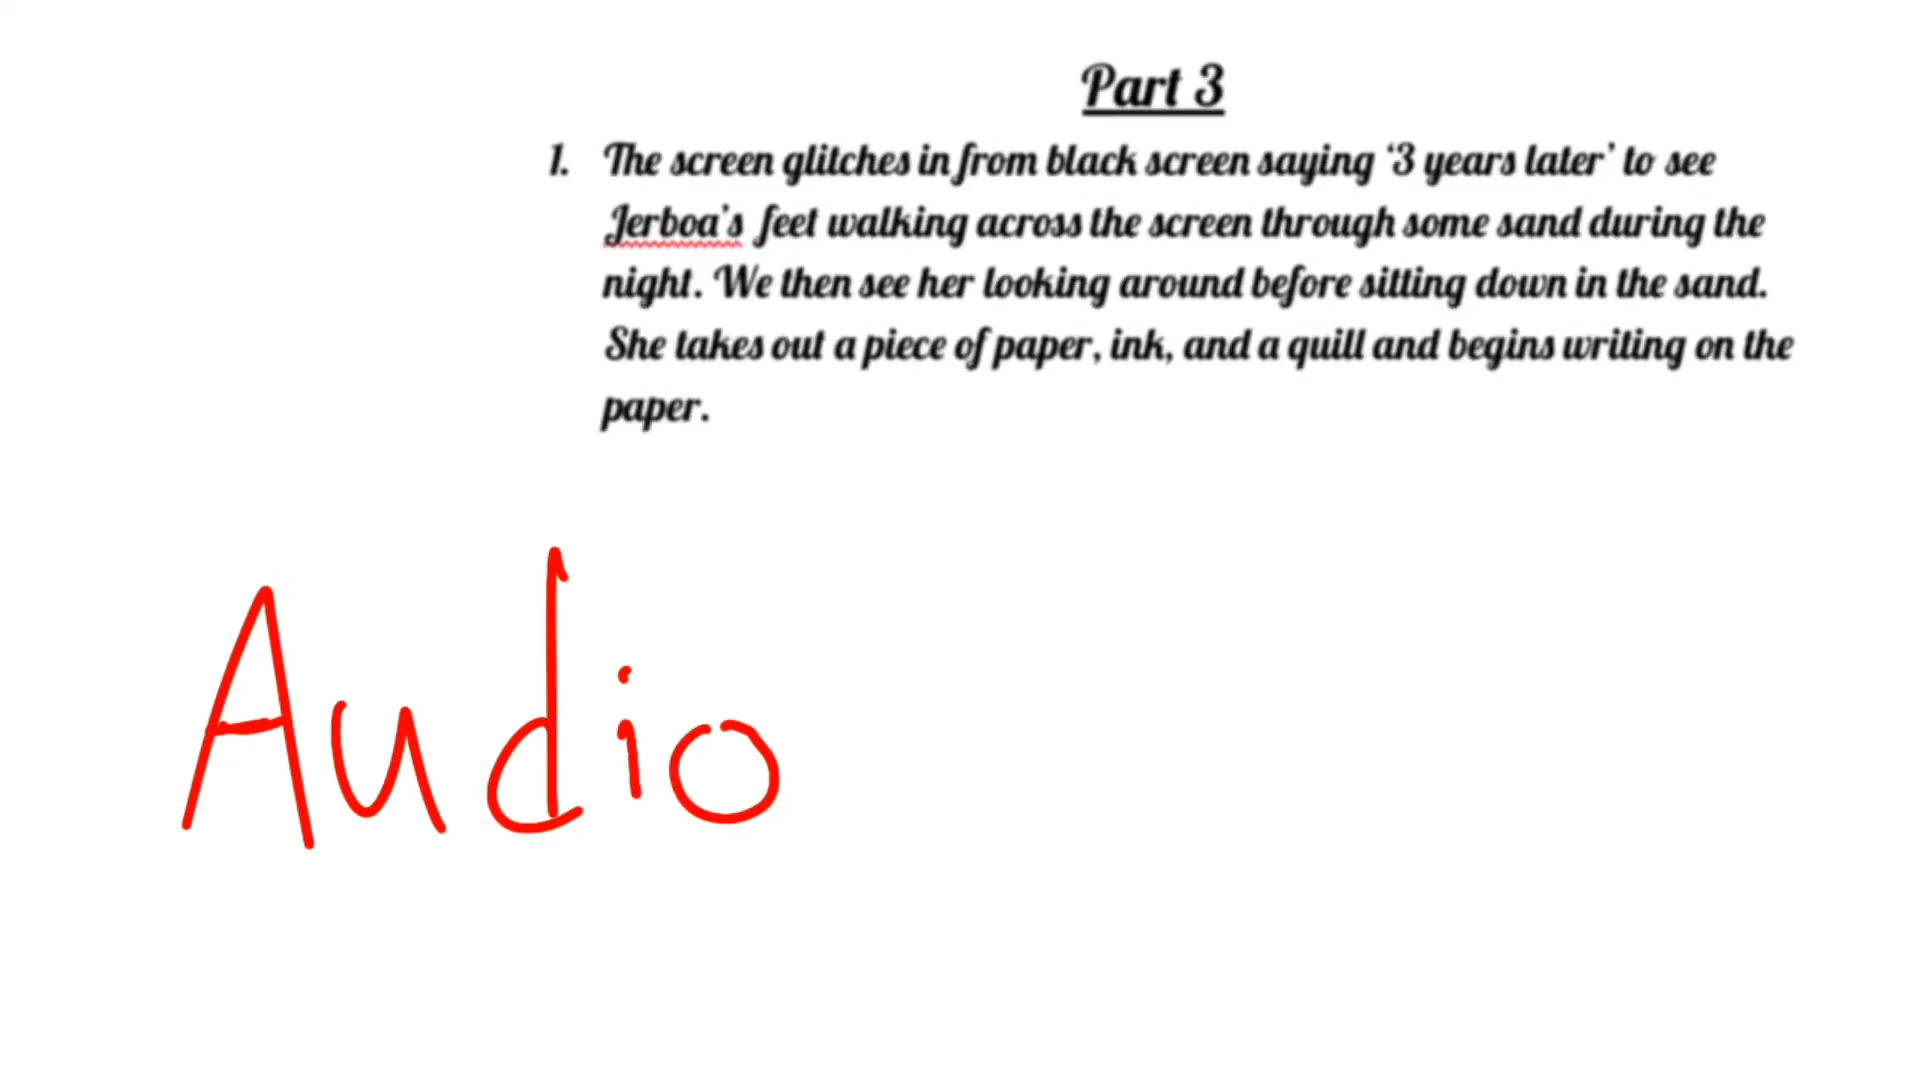 Part 3
1. The screen glitches in from black screen saying ‘3 years later’ to see
Jerboa’s feet walking across the screen through some sand during the
night. We then see her looking around before sitting down in the sand.
She takes out a piece of paper, ink, and a quill and begins writing on the
paper.
Audio